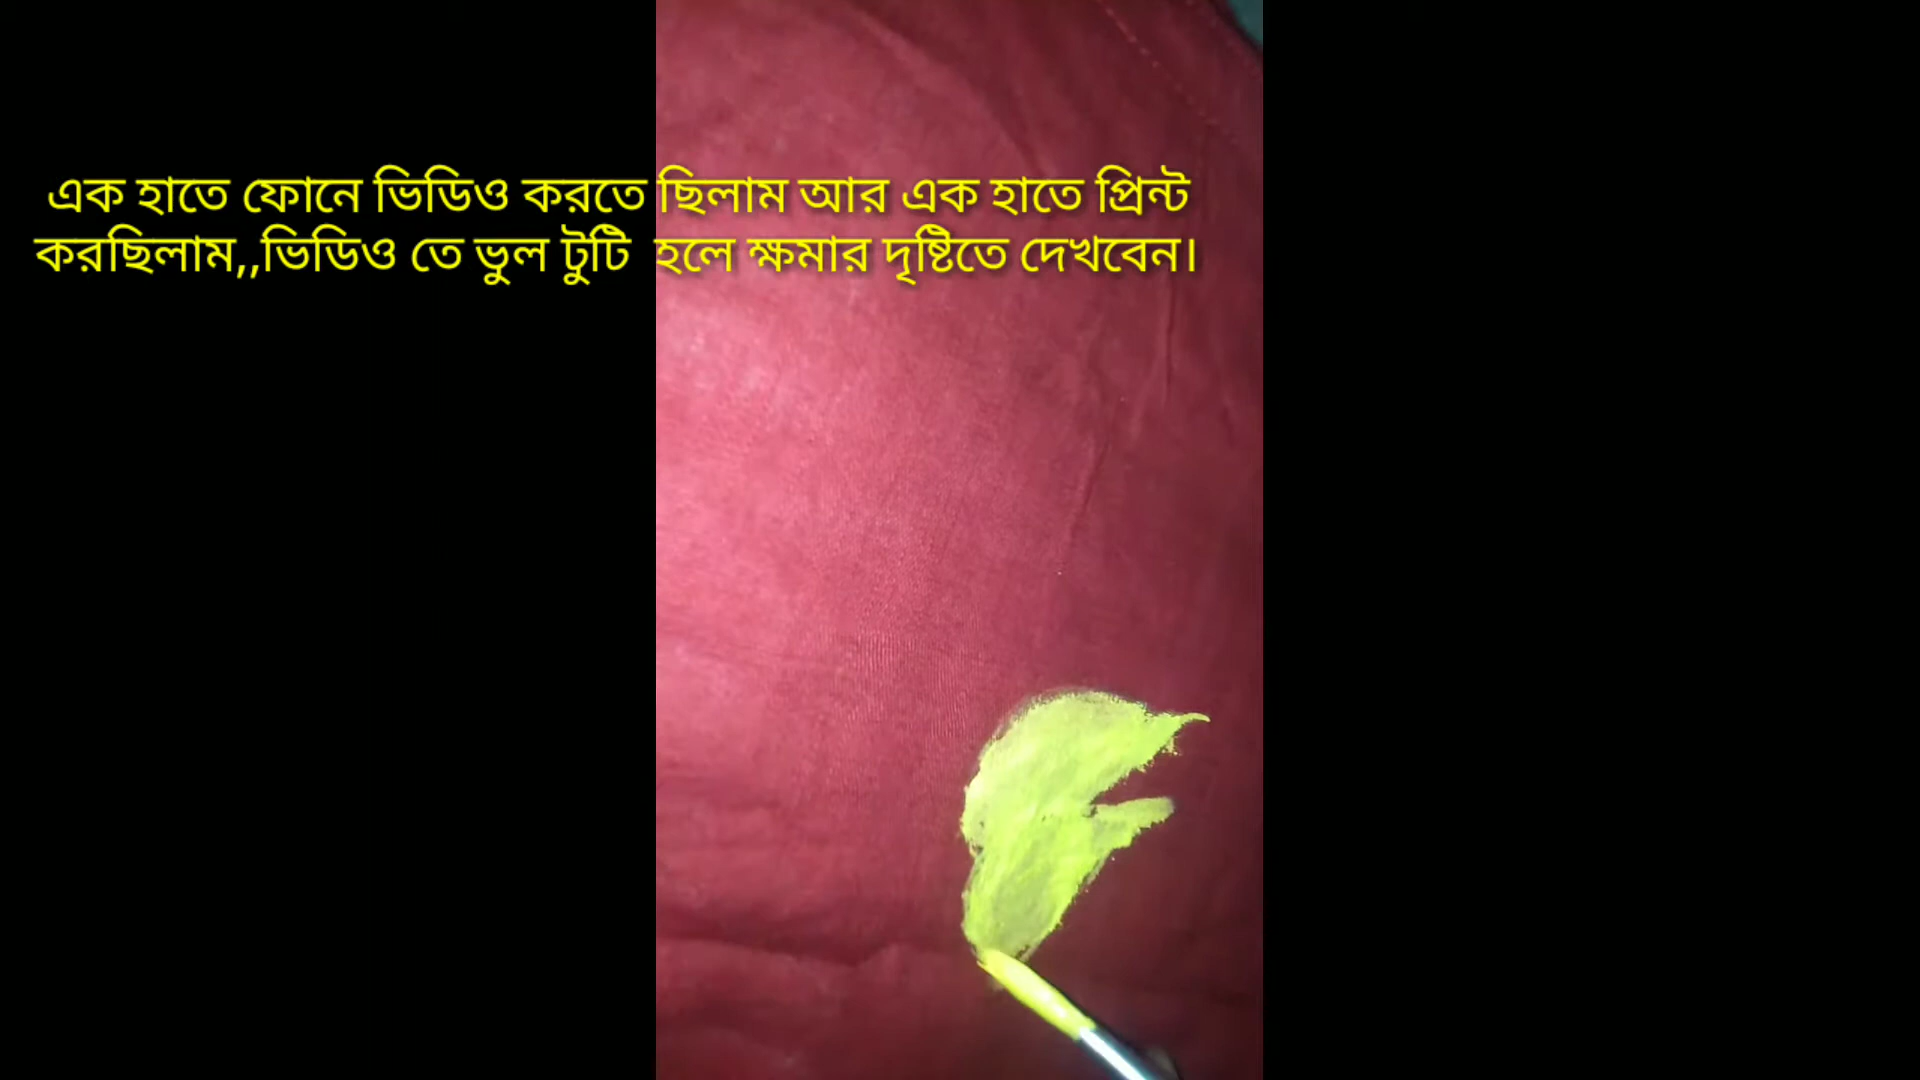 এক হাতে ফোনে ভিডিও করতে ছিলাম আর এক হাতে প্রিন্ট
করছিলাম,,ভিডিও তে ভুল টুটি হলে ক্ষমার দৃষ্টিতে দেখবেন।